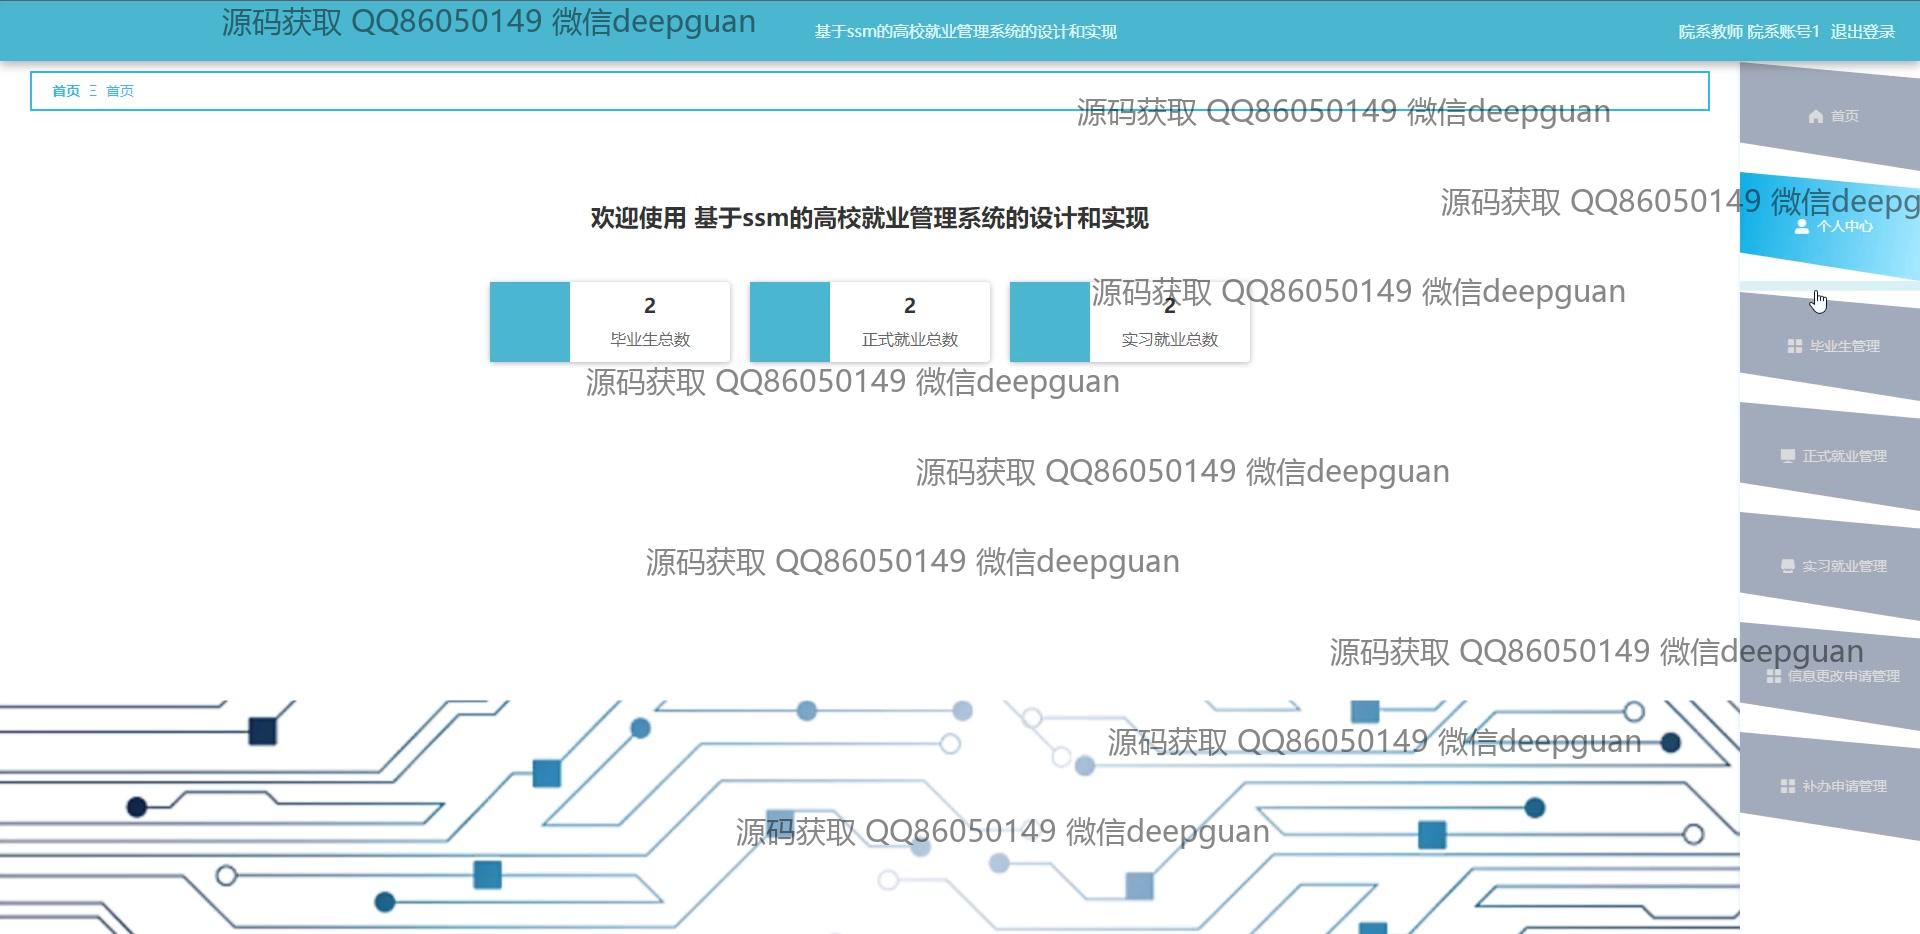 源码获取 QQ86050149 微信deepguan
基于ssm的高校就业管理系统的设计和实现
院系教师 院系账号1 退出登录
首页 Ξ 首页
源码获取 QQ86050149 微信deepguan
首页
源码获取 QQ86050149 微信deepg
个人中心
欢迎使用 基于ssm的高校就业管理系统的设计和实现
源码获取 QQ86050149 微信deepguan
2
毕业生总数
2
正式就业总数
2
实习就业总数
毕业生管理
源码获取 QQ86050149 微信deepguan
正式就业管理
源码获取 QQ86050149 微信deepguan
源码获取 QQ86050149 微信deepguan
实习就业管理
源码获取 QQ86050149 微信deepguan
信息更改申请管理
源码获取 QQ86050149 微信deepguan
补办申请管理
源码获取 QQ86050149 微信deepguan